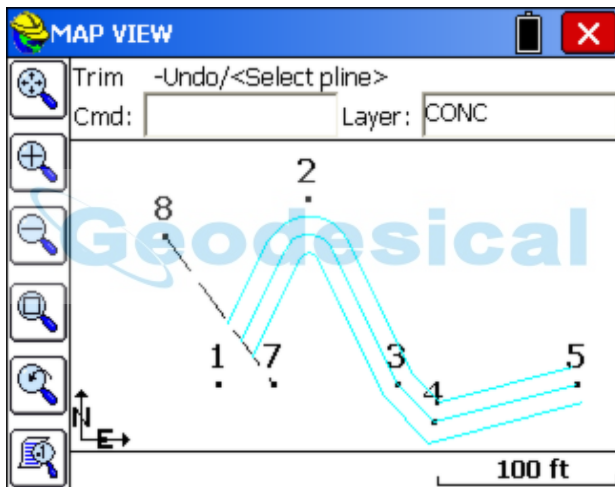 MAP VIEW
Trim -Undo/<Select pline>
Cmd: Layer: CONC
2
8
Geodesical
1 7 3 5
4
N
E
100 ft